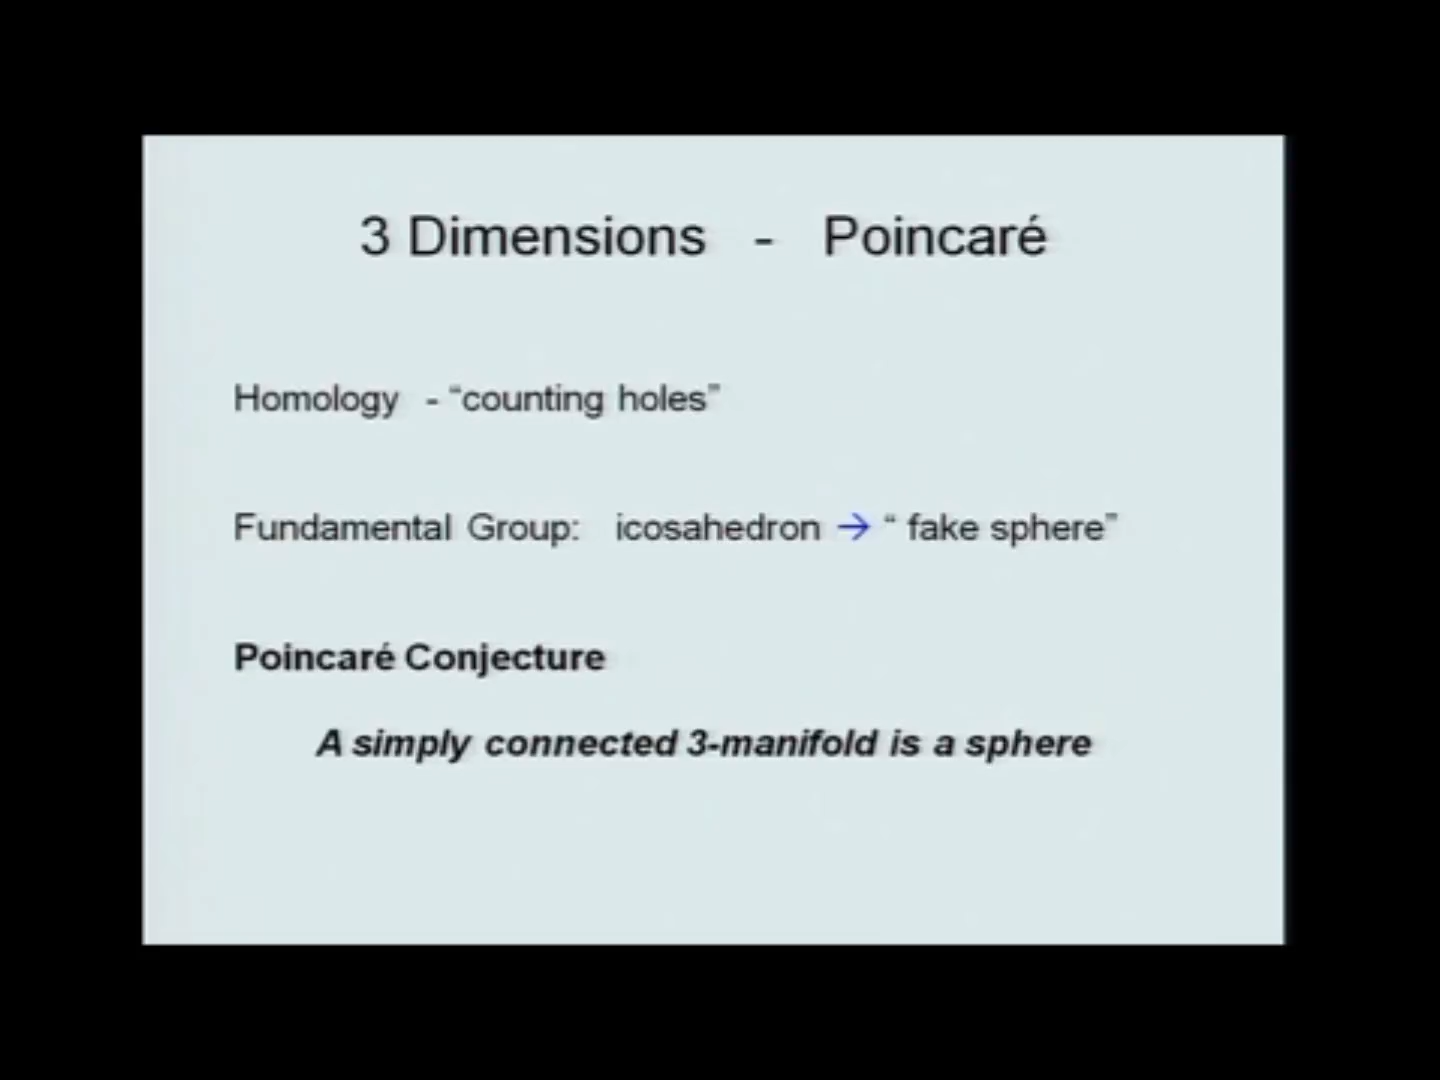 3 Dimensions - Poincaré
Homology - “counting holes”
Fundamental Group: icosahedron → “ fake sphere”
Poincaré Conjecture
A simply connected 3-manifold is a sphere